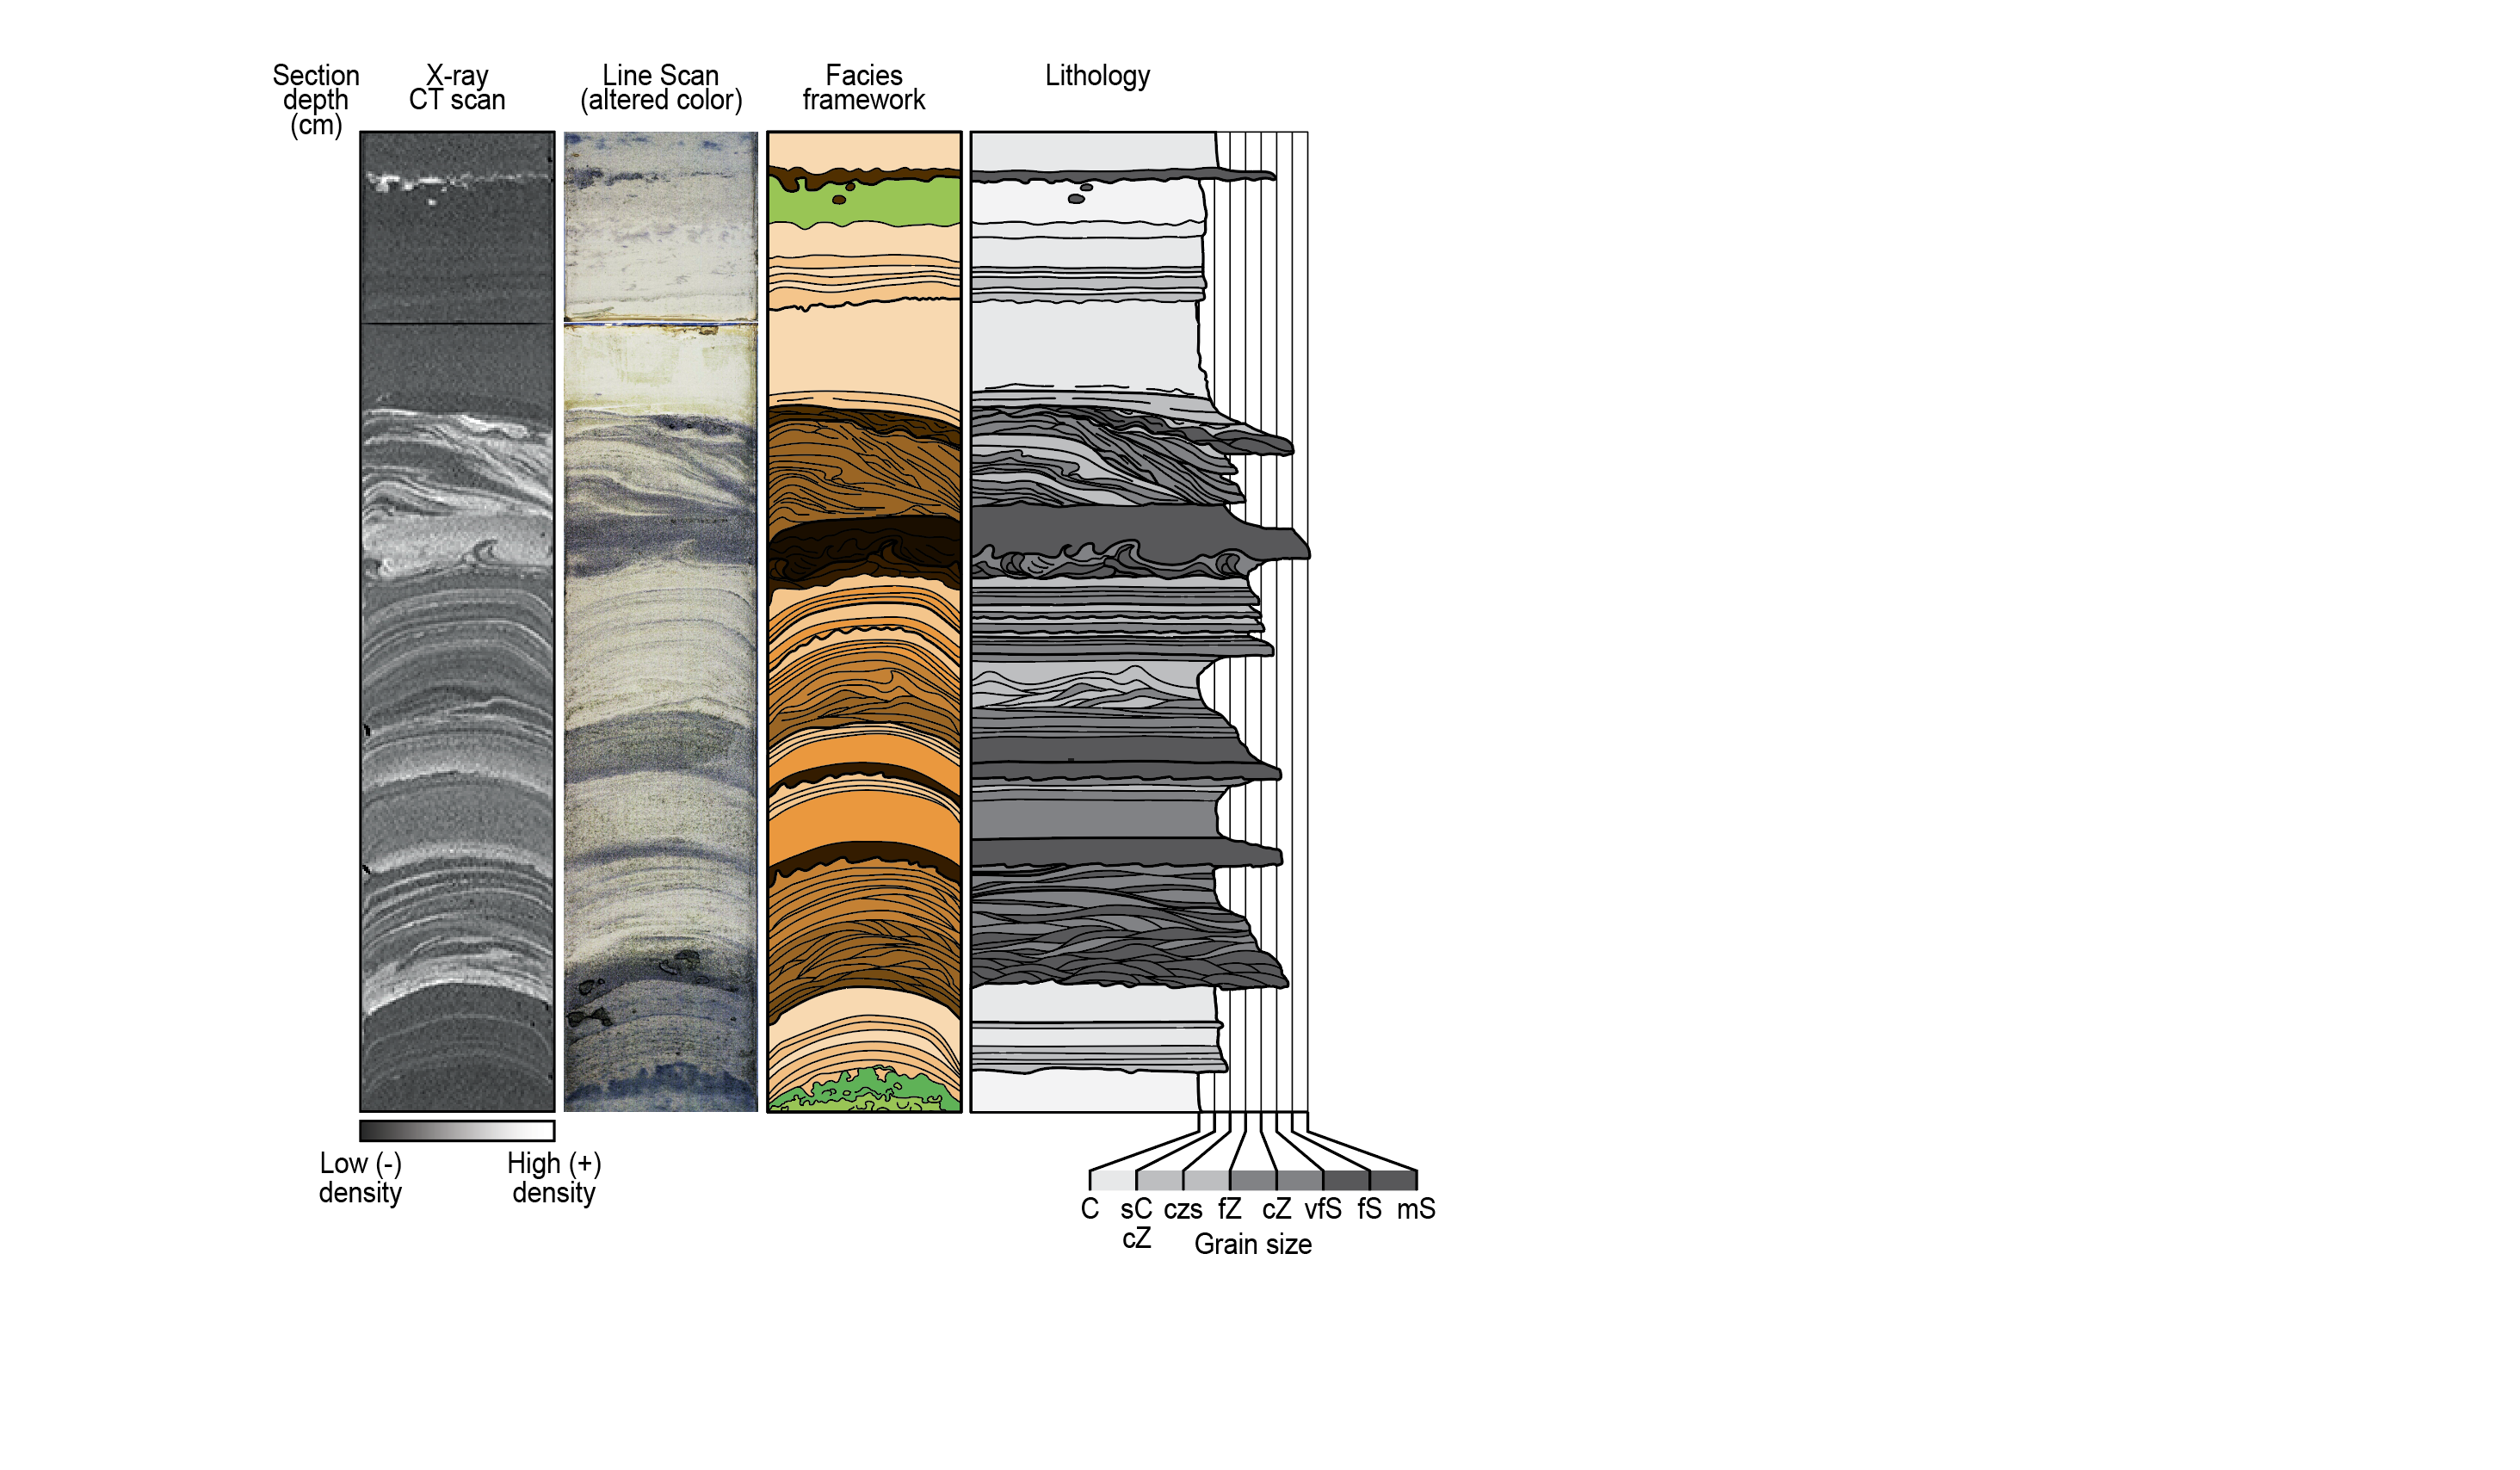 Section
depth
(cm)
X-ray
CT scan
Line Scan
(altered color)
Facies
framework
Lithology
Low (-)
density
High (+)
density
C sC czs fZ cZ vfS fS mS
cZ
Grain size